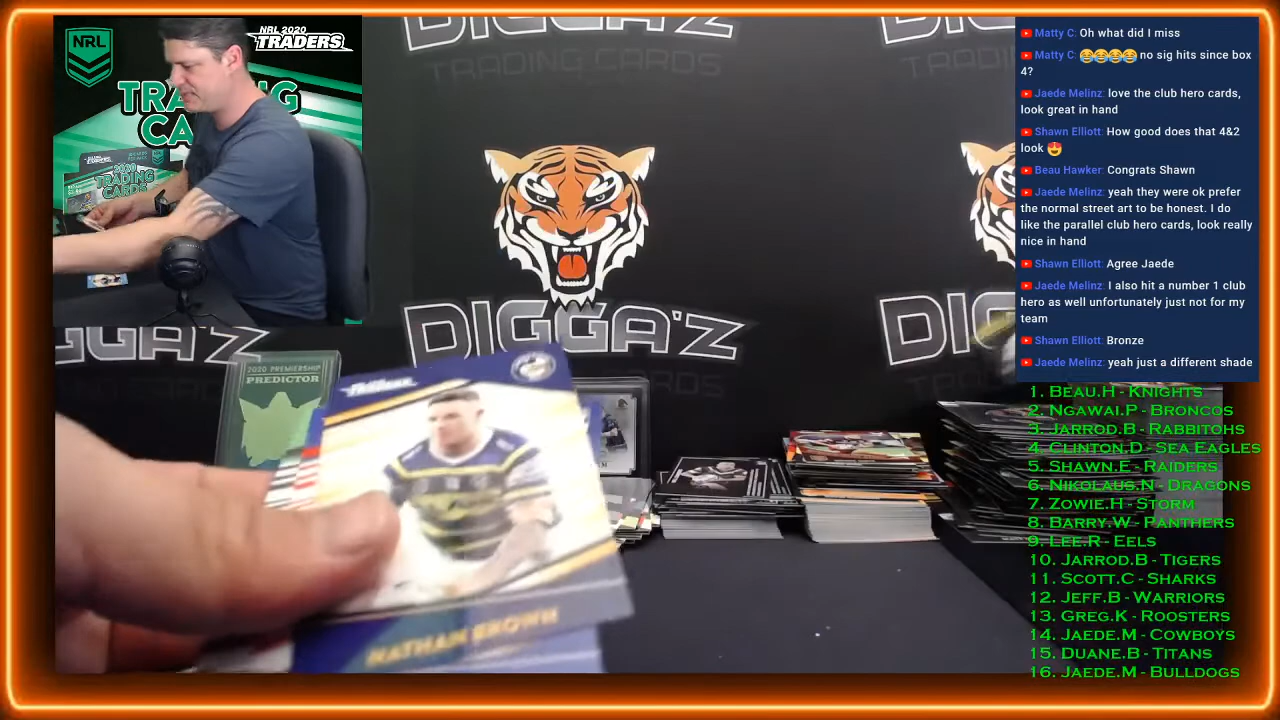 NRL
NRL 2020
TRADERS
TRADING
CARDS
2020
TRADING
CARDS
DIGGA'Z
TRADING CARDS
DIGGA'Z
DIGGA'Z
2020 PREMIERSHIP
PREDICTOR
TRADERS
NATHAN BROWN
Matty C: Oh what did I miss
Matty C: 😂😂😂😂 no sig hits since box
4?
Jaede Melinz: love the club hero cards,
look great in hand
Shawn Elliott: How good does that 4&2
look 😍
Beau Hawker: Congrats Shawn
Jaede Melinz: yeah they were ok prefer
the normal street art to be honest. I do
like the parallel club hero cards, look really
nice in hand
Shawn Elliott: Agree Jaede
Jaede Melinz: I also hit a number 1 club
hero as well unfortunately just not for my
team
Shawn Elliott: Bronze
Jaede Melinz: yeah just a different shade
1. Beau.H - Knights
2. Ngawai.P - Broncos
3. Jarrod.B - Rabbitohs
4. Clinton.D - Sea Eagles
5. Shawn.E - Raiders
6. Nikolaus.N - Dragons
7. Zowie.H - Storm
8. Barry.W - Panthers
9. Lee.R - Eels
10. Jarrod.B - Tigers
11. Scott.C - Sharks
12. Jeff.B - Warriors
13. Greg.K - Roosters
14. Jaede.M - Cowboys
15. Duane.B - Titans
16. Jaede.M - Bulldogs